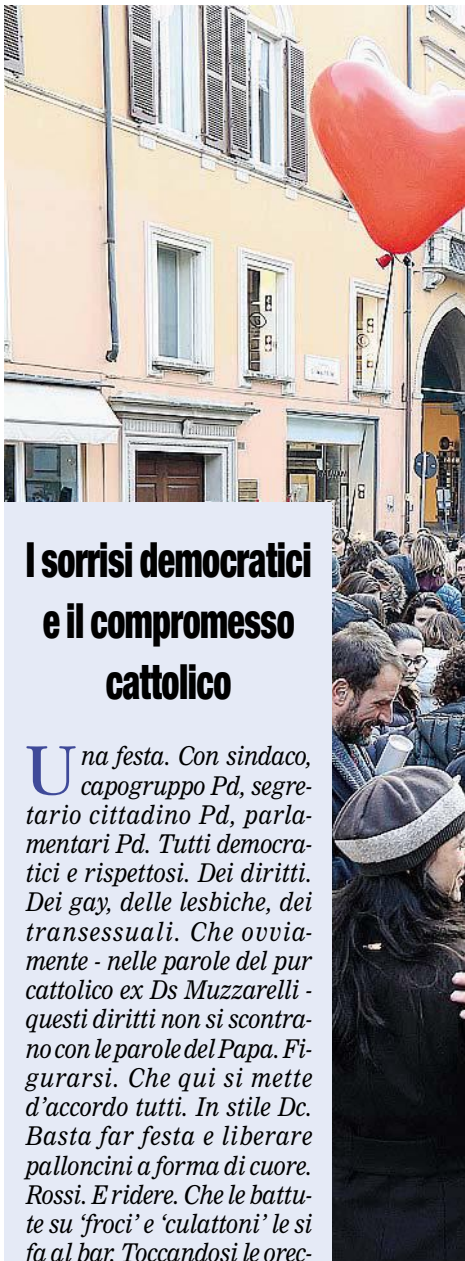 I sorrisi democratici
e il compromesso
cattolico
Una festa. Con sindaco,
capogruppo Pd, segre-
tario cittadino Pd, parla-
mentari Pd. Tutti democra-
tici e rispettosi. Dei diritti.
Dei gay, delle lesbiche, dei
transessuali. Che ovvia-
mente - nelle parole del pur
cattolico ex Ds Muzzarelli -
questi diritti non si scontra-
no con le parole del Papa. Fi-
gurarsi. Che qui si mette
d'accordo tutti. In stile Dc.
Basta far festa e liberare
palloncini a forma di cuore.
Rossi. E ridere. Che le battu-
te su 'froci' e 'culattoni' le si
fa al bar. Toccandosi le orec-